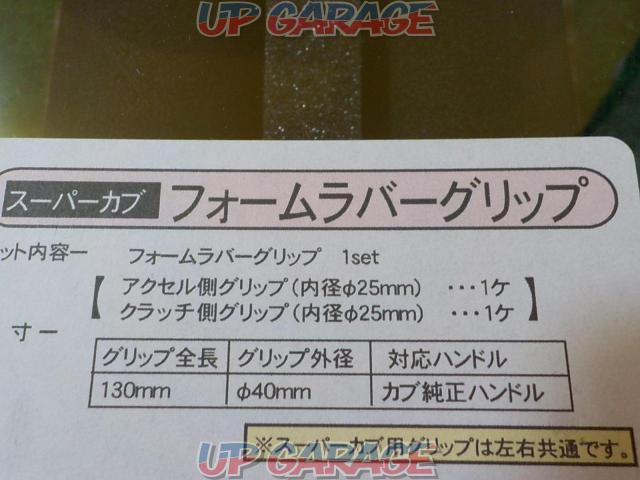 UP GARAGE
スーパーカブ フォームラバーグリップ
ット内容ー フォームラバーグリップ 1set
【 アクセル側グリップ(内径φ25mm) ・・・1ケ 】
クラッチ側グリップ(内径φ25mm) ・・・1ケ
寸ー
グリップ全長 グリップ外径 対応ハンドル
130mm φ40mm カブ純正ハンドル
※スーパーカブ用グリップは左右共通です。
UP GARAGE